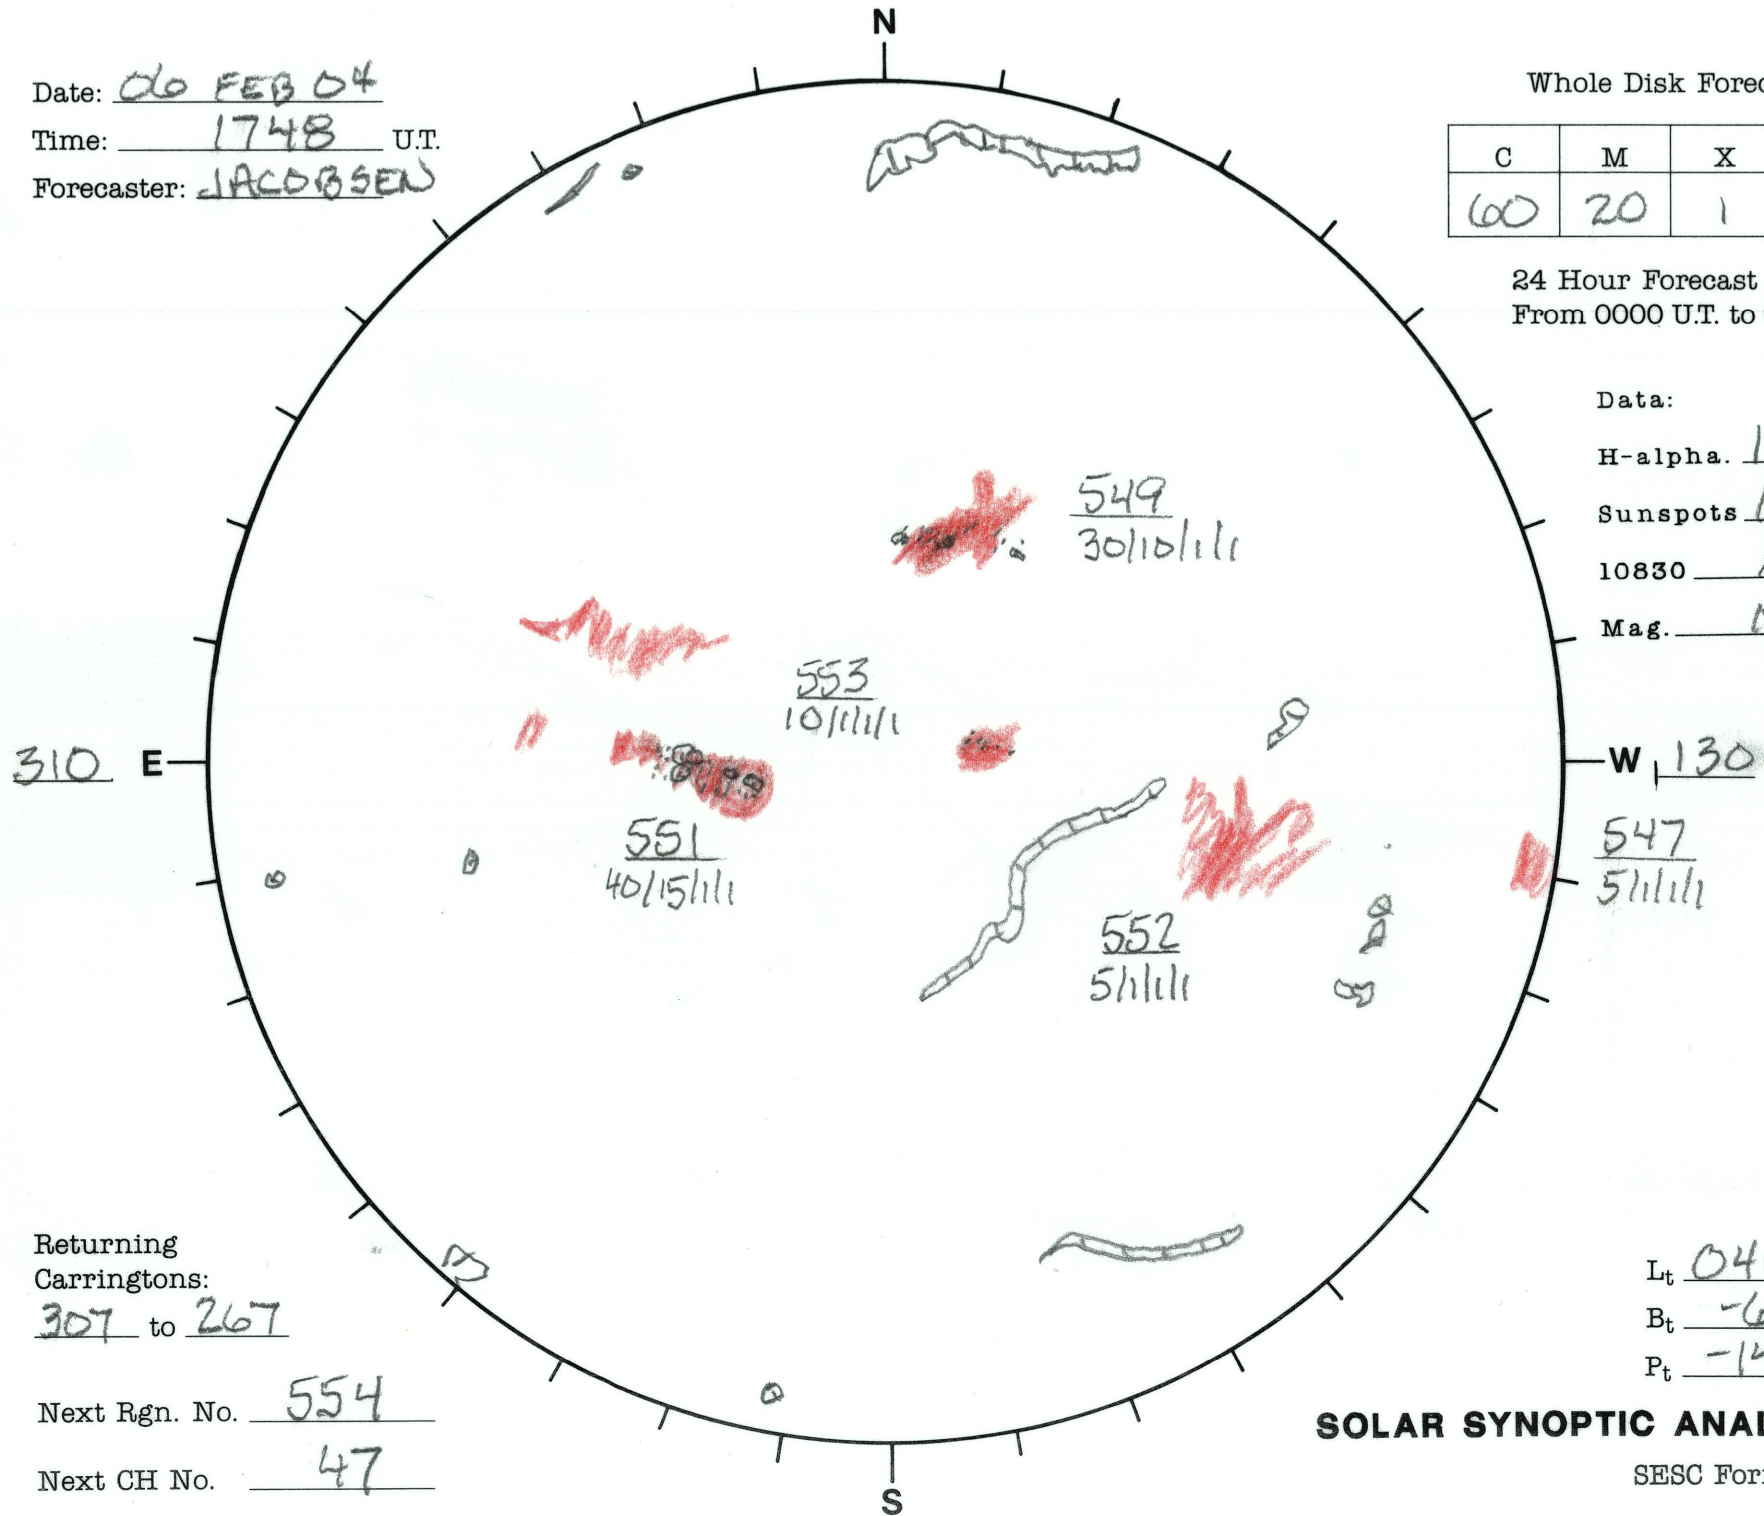 N
Date: 06 FEB 04
Time: 1748 U.T.
Forecaster: JACOBSEN
Whole Disk Forec
C M X
60 20 1
24 Hour Forecast
From 0000 U.T. to
Data:
H-alpha.
Sunspots
10830
Mag.
549
30/10/1/1
553
10/1/1/1
310 E
W 130
551
40/15/1/1
547
5/1/1/1
552
5/1/1/1
Returning
Carringtons:
307 to 267
Next Rgn. No. 554
Next CH No. 47
Lt 04
Bt -6
Pt -14
SOLAR SYNOPTIC ANAL
SESC For
S